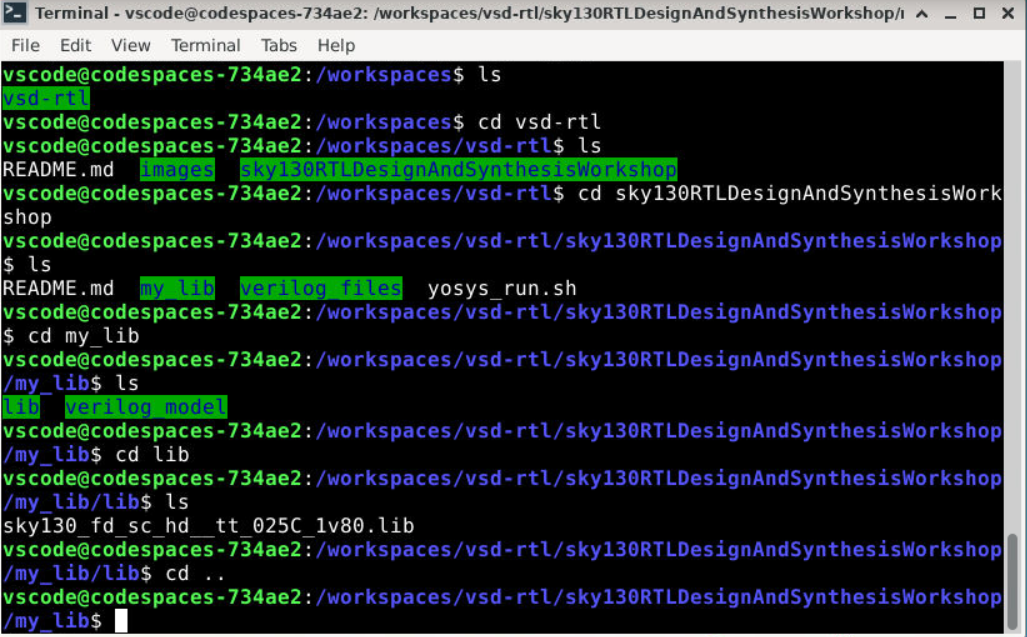 Terminal - vscode@codespaces-734ae2: /workspaces/vsd-rtl/sky130RTLDesignAndSynthesisWorkshop/
File Edit View Terminal Tabs Help
vscode@codespaces-734ae2:/workspaces$ ls
vsd-rtl
vscode@codespaces-734ae2:/workspaces$ cd vsd-rtl
vscode@codespaces-734ae2:/workspaces/vsd-rtl$ ls
README.md images sky130RTLDesignAndSynthesisWorkshop
vscode@codespaces-734ae2:/workspaces/vsd-rtl$ cd sky130RTLDesignAndSynthesisWork
shop
vscode@codespaces-734ae2:/workspaces/vsd-rtl/sky130RTLDesignAndSynthesisWorkshop
$ ls
README.md my_lib verilog_files yosys_run.sh
vscode@codespaces-734ae2:/workspaces/vsd-rtl/sky130RTLDesignAndSynthesisWorkshop
$ cd my_lib
vscode@codespaces-734ae2:/workspaces/vsd-rtl/sky130RTLDesignAndSynthesisWorkshop
/my_lib$ ls
lib verilog_model
vscode@codespaces-734ae2:/workspaces/vsd-rtl/sky130RTLDesignAndSynthesisWorkshop
/my_lib$ cd lib
vscode@codespaces-734ae2:/workspaces/vsd-rtl/sky130RTLDesignAndSynthesisWorkshop
/my_lib/lib$ ls
sky130_fd_sc_hd__tt_025C_1v80.lib
vscode@codespaces-734ae2:/workspaces/vsd-rtl/sky130RTLDesignAndSynthesisWorkshop
/my_lib/lib$ cd ..
vscode@codespaces-734ae2:/workspaces/vsd-rtl/sky130RTLDesignAndSynthesisWorkshop
/my_lib$